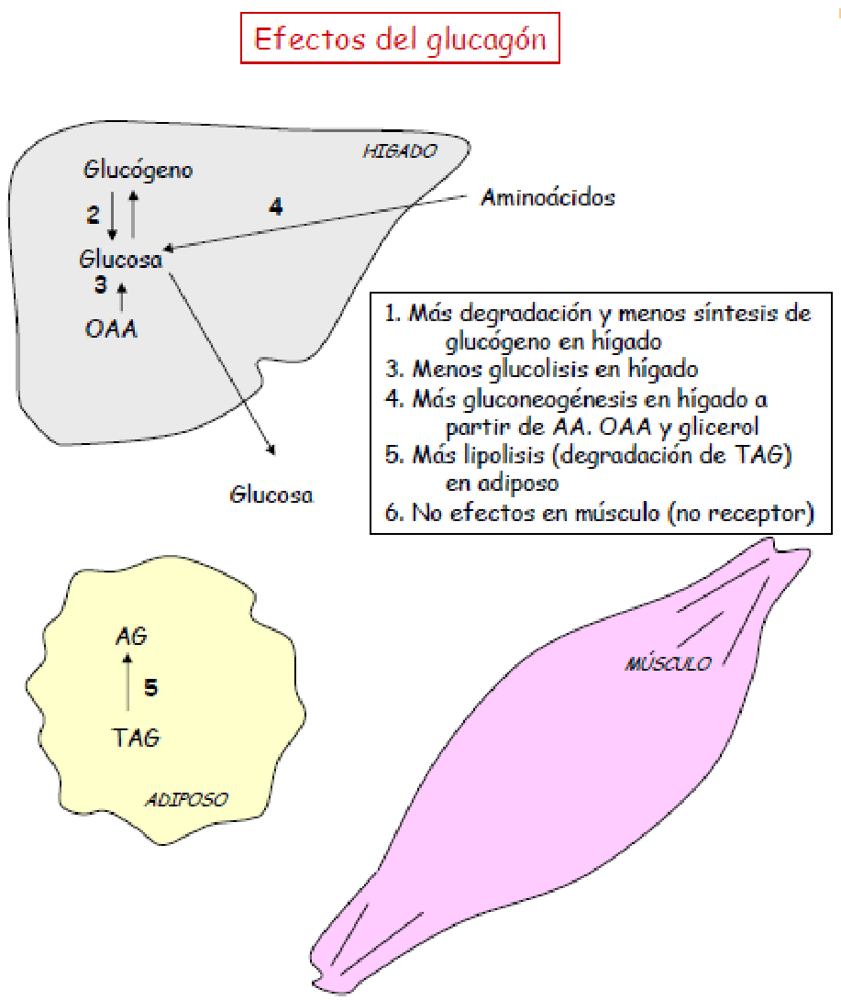 Efectos del glucagón
HIGADO
Glucógeno
2
4
Aminoácidos
Glucosa
3
OAA
1. Más degradación y menos síntesis de
glucógeno en hígado
3. Menos glucolisis en hígado
4. Más gluconeogénesis en hígado a
partir de AA. OAA y glicerol
5. Más lipolisis (degradación de TAG)
en adiposo
6. No efectos en músculo (no receptor)
Glucosa
AG
5
TAG
ADIPOSO
MÚSCULO